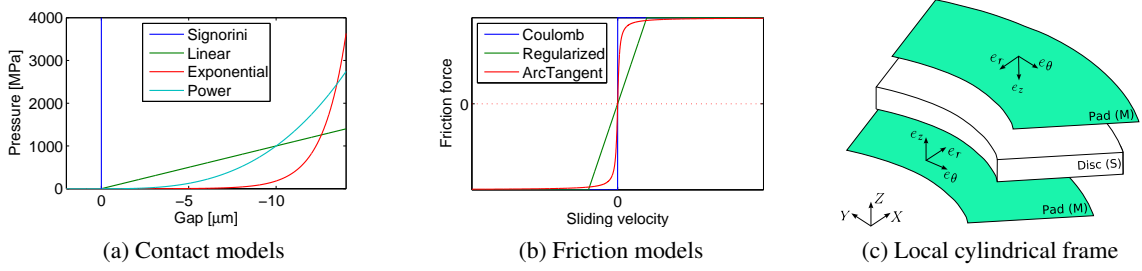 4000
3000
2000
1000
0
Pressure [MPa]
Signorini
Linear
Exponential
Power
0
−5
−10
Gap [µm]
(a) Contact models
Friction force
0
Coulomb
Regularized
ArcTangent
0
Sliding velocity
(b) Friction models
e_r
e_θ
e_z
Pad (M)
Disc (S)
e_z
e_r
e_θ
Pad (M)
Z
Y
X
(c) Local cylindrical frame